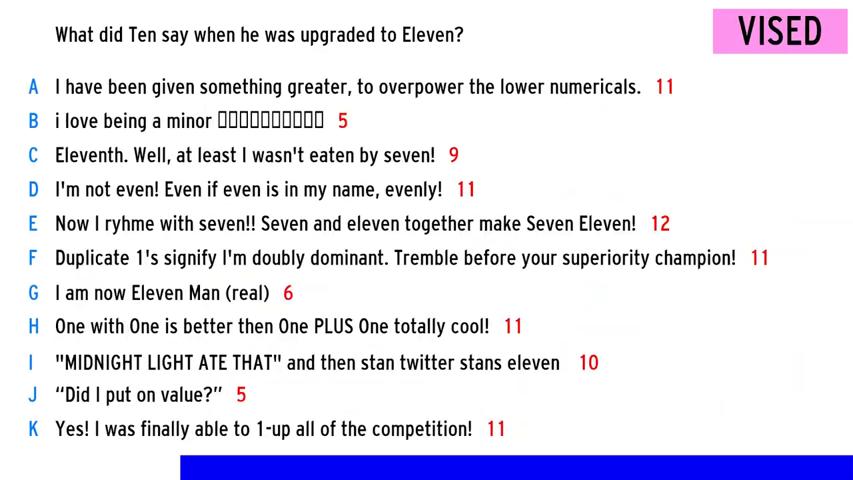 What did Ten say when he was upgraded to Eleven?
VISED
A I have been given something greater, to overpower the lower numericals. 11
B i love being a minor 5
C Eleventh. Well, at least I wasn't eaten by seven! 9
D I'm not even! Even if even is in my name, evenly! 11
E Now I ryhme with seven!! Seven and eleven together make Seven Eleven! 12
F Duplicate 1's signify I'm doubly dominant. Tremble before your superiority champion! 11
G I am now Eleven Man (real) 6
H One with One is better then One PLUS One totally cool! 11
I "MIDNIGHT LIGHT ATE THAT" and then stan twitter stans eleven 10
J “Did I put on value?” 5
K Yes! I was finally able to 1-up all of the competition! 11